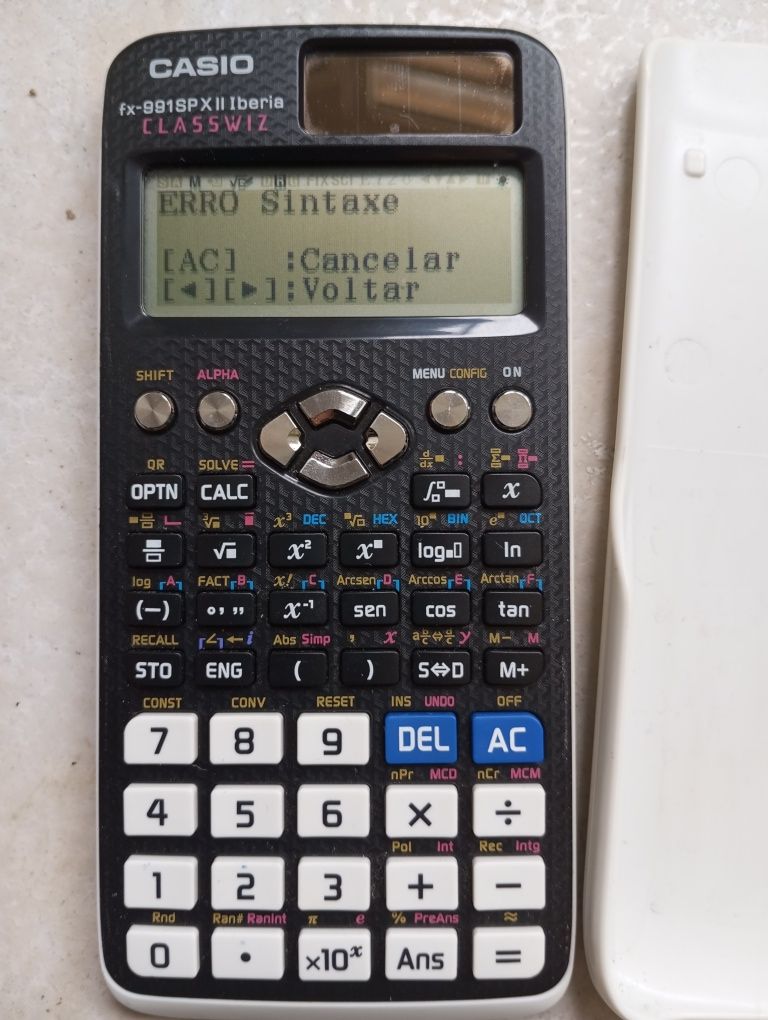 CASIO
fx-991SPXII Iberia
CLASSWIZ
M
ERRO Sintaxe
[AC] :Cancelar
[◄][►]:Voltar
SHIFT ALPHA MENU CONFIG ON
QR SOLVE =
OPTN CALC x
x³ DEC HEX 10■ BIN e■ OCT
x² x■ log ln
log A FACT B x! C Arcsen D Arccos E Arctan F
(−) x⁻¹ sen cos tan
RECALL ∠ ← i Abs Simp , x y M− M
STO ENG ( ) S⇔D M+
CONST CONV RESET INS UNDO OFF
7 8 9 DEL AC
nPr MCD nCr MCM
4 5 6 × ÷
Pol Int Rec Intg
1 2 3 + −
Rnd Ran# RanInt π e % PreAns ≈
0 • ×10ˣ Ans =